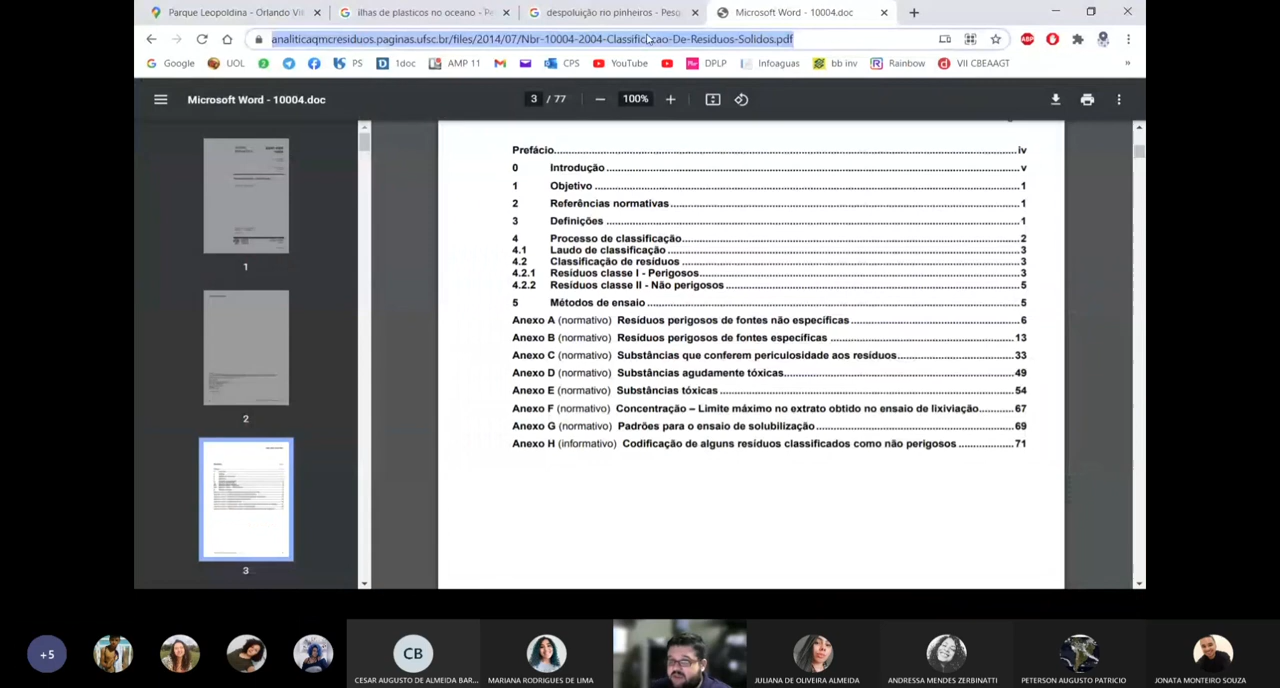 Parque Leopoldina - Orlando Vil
ilhas de plasticos no oceano - Pe
despoluição rio pinheiros - Pesq
Microsoft Word - 10004.doc
analiticaqmcresiduos.paginas.ufsc.br/files/2014/07/Nbr-10004-2004-Classificacao-De-Residuos-Solidos.pdf
ABP
Google UOL PS 1doc AMP 11 CPS YouTube DPLP Infoaguas bb inv Rainbow VII CBEAAGT »
Microsoft Word - 10004.doc
3 / 77 — 100% +
1
2
3
Prefácio iv
0 Introdução v
1 Objetivo 1
2 Referências normativas 1
3 Definições 1
4 Processo de classificação 2
4.1 Laudo de classificação 3
4.2 Classificação de resíduos 3
4.2.1 Resíduos classe I - Perigosos 3
4.2.2 Resíduos classe II - Não perigosos 5
5 Métodos de ensaio 5
Anexo A (normativo) Resíduos perigosos de fontes não específicas 6
Anexo B (normativo) Resíduos perigosos de fontes específicas 13
Anexo C (normativo) Substâncias que conferem periculosidade aos resíduos 33
Anexo D (normativo) Substâncias agudamente tóxicas 49
Anexo E (normativo) Substâncias tóxicas 54
Anexo F (normativo) Concentração – Limite máximo no extrato obtido no ensaio de lixiviação 67
Anexo G (normativo) Padrões para o ensaio de solubilização 69
Anexo H (informativo) Codificação de alguns resíduos classificados como não perigosos 71
+5
CB
CESAR AUGUSTO DE ALMEIDA BAR...
MARIANA RODRIGUES DE LIMA
JULIANA DE OLIVEIRA ALMEIDA
ANDRESSA MENDES ZERBINATTI
PETERSON AUGUSTO PATRICIO
JONATA MONTEIRO SOUZA